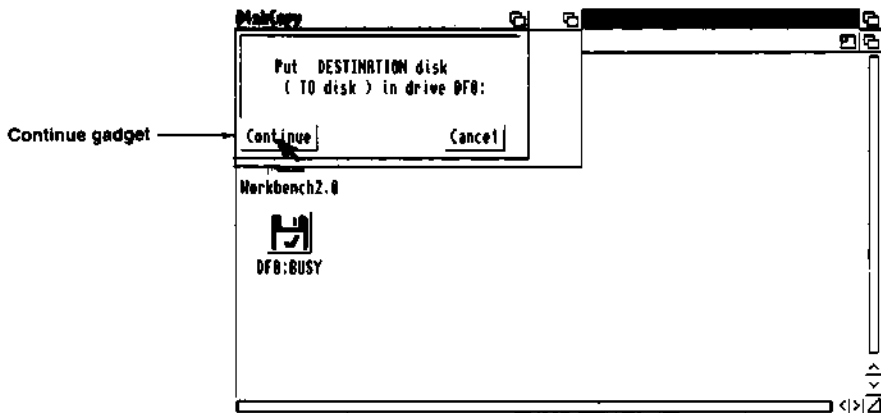 DiskCopy
Put DESTINATION disk
( TO disk ) in drive DF0:
Continue gadget
Continue
Cancel
Workbench2.0
DF0:BUSY